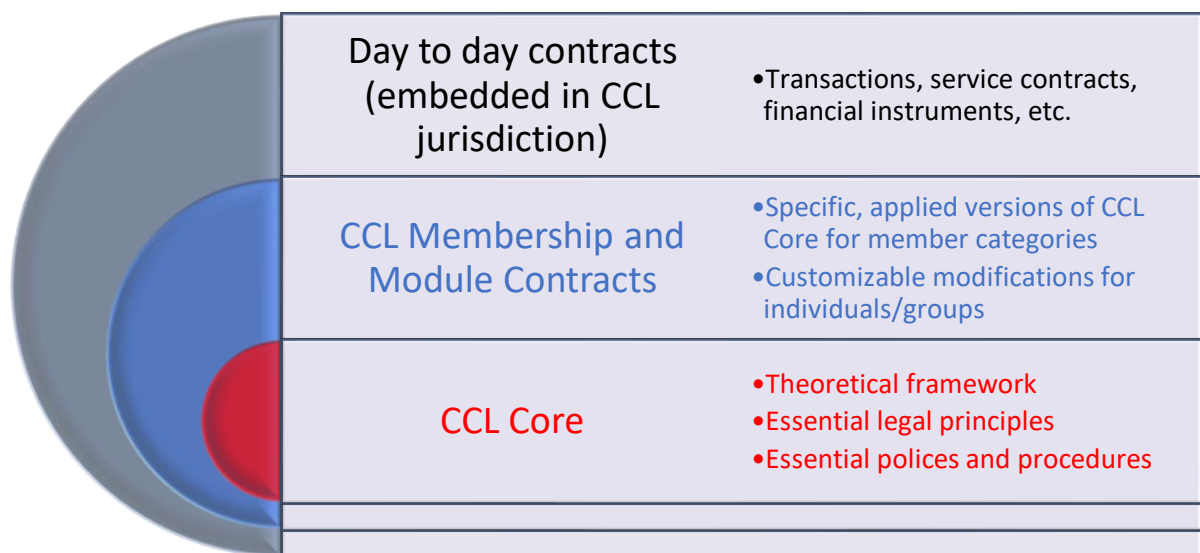 Day to day contracts
(embedded in CCL
jurisdiction)
•Transactions, service contracts,
financial instruments, etc.
CCL Membership and
Module Contracts
•Specific, applied versions of CCL
Core for member categories
•Customizable modifications for
individuals/groups
CCL Core
•Theoretical framework
•Essential legal principles
•Essential polices and procedures